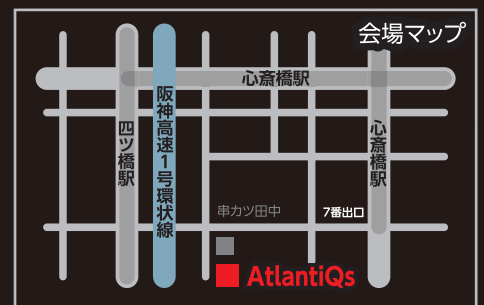 会場マップ
心斎橋駅
阪神高速1号環状線
四ツ橋駅
心斎橋駅
串カツ田中
7番出口
AtlantiQs